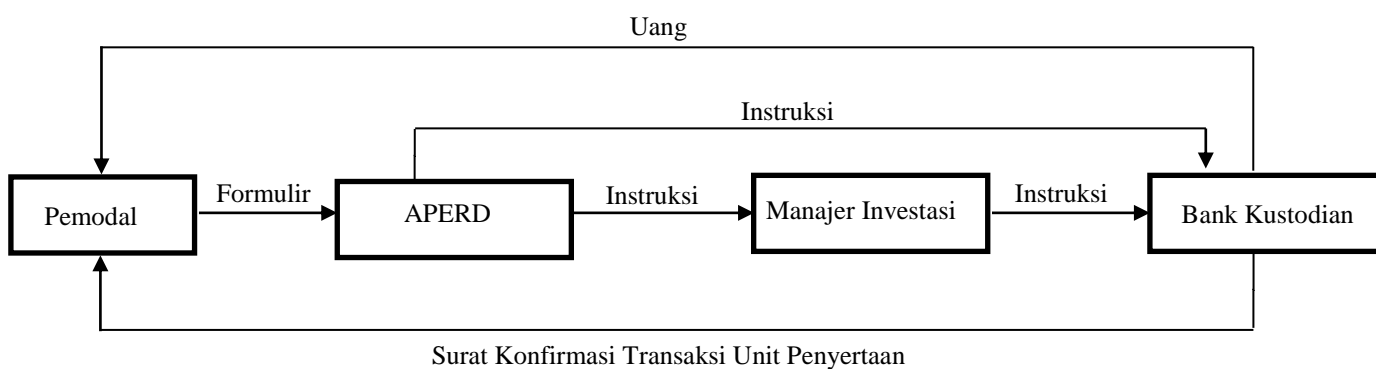 Uang
Instruksi
Formulir
Instruksi
Instruksi
Pemodal
APERD
Manajer Investasi
Bank Kustodian
Surat Konfirmasi Transaksi Unit Penyertaan